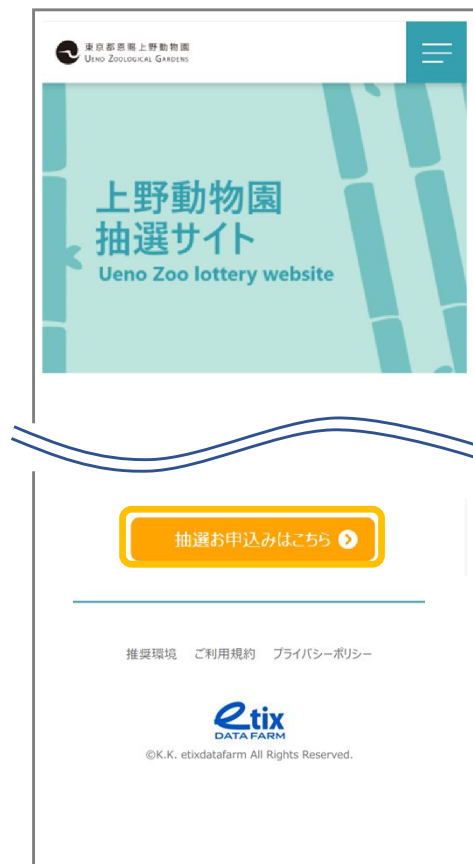 東京都恩賜上野動物園
UENO ZOOLOGICAL GARDENS
上野動物園
抽選サイト
Ueno Zoo lottery website
抽選お申込みはこちら
推奨環境 ご利用規約 プライバシーポリシー
etix
DATA FARM
©K.K. etixdatafarm All Rights Reserved.